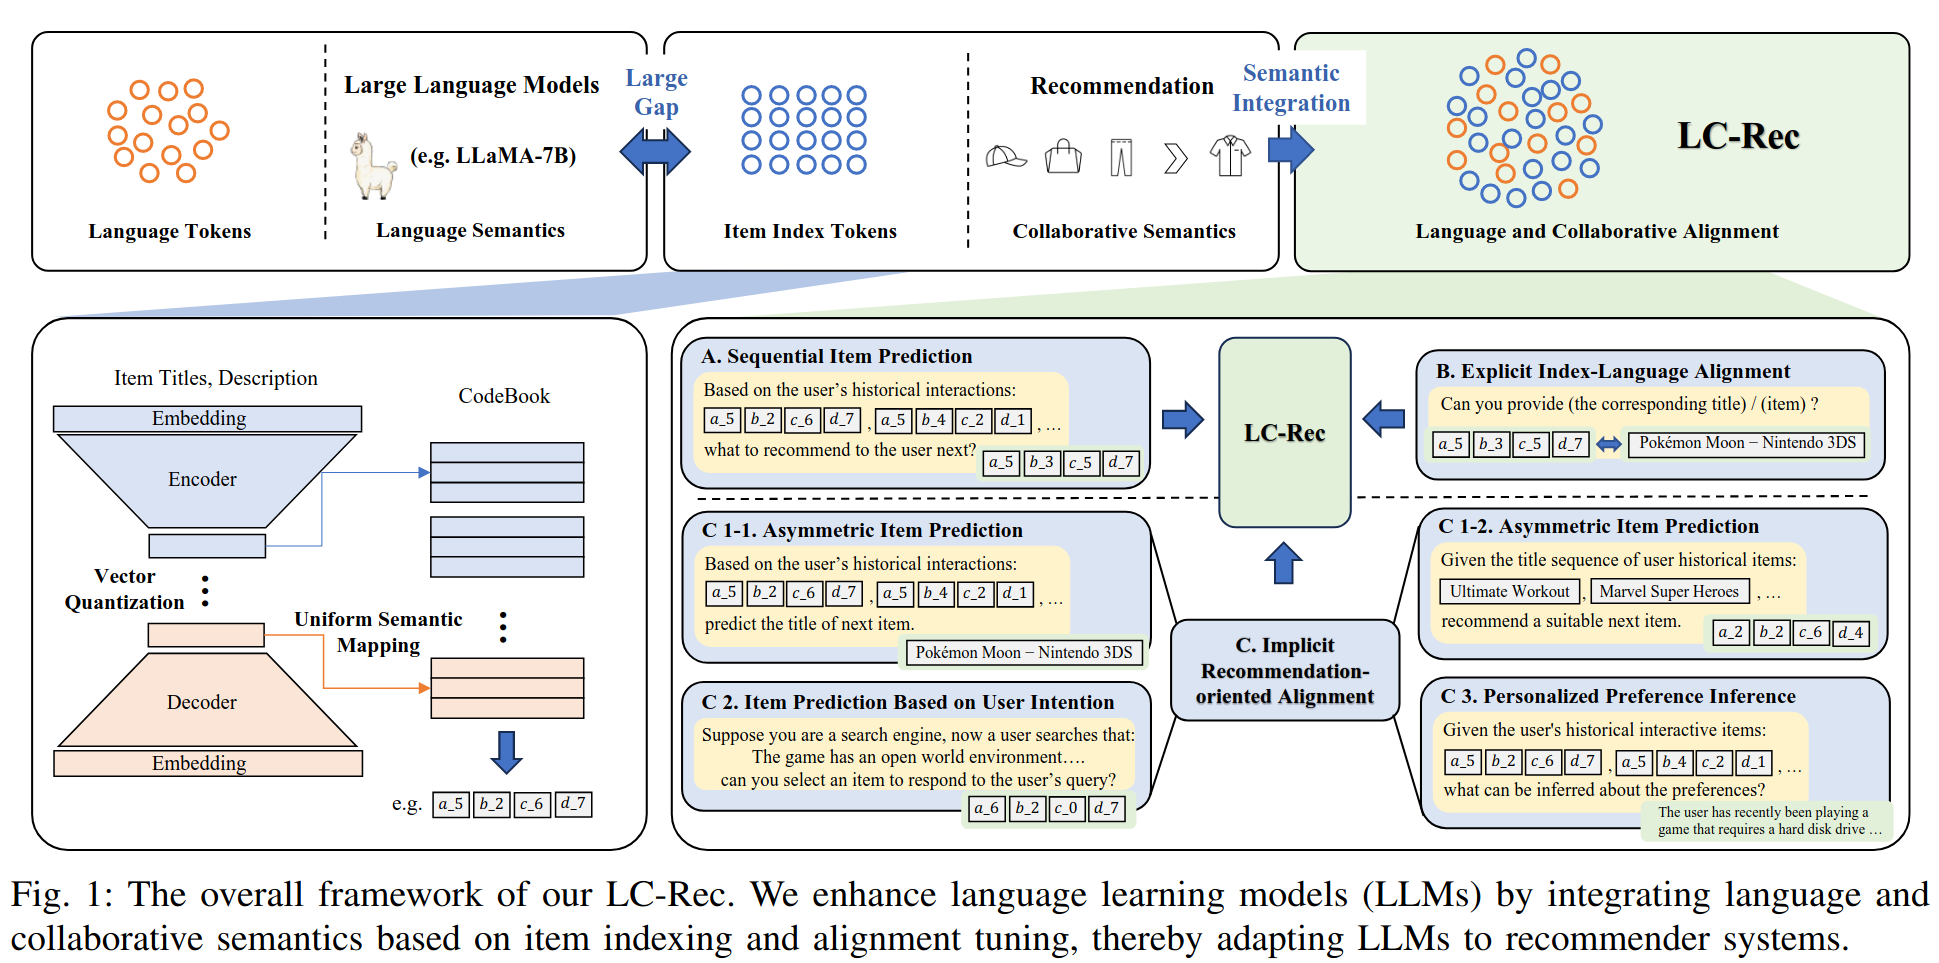 Large Language Models
(e.g. LLaMA-7B)
Language Tokens
Language Semantics
Large
Gap
Item Index Tokens
Recommendation
Collaborative Semantics
Semantic
Integration
LC-Rec
Language and Collaborative Alignment
Item Titles, Description
CodeBook
Embedding
Encoder
Vector
Quantization
Uniform Semantic
Mapping
Decoder
Embedding
e.g. a_5 b_2 c_6 d_7
A. Sequential Item Prediction
Based on the user’s historical interactions:
a_5 b_2 c_6 d_7 , a_5 b_4 c_2 d_1 , …
what to recommend to the user next?
a_5 b_3 c_5 d_7
LC-Rec
B. Explicit Index-Language Alignment
Can you provide (the corresponding title) / (item) ?
a_5 b_3 c_5 d_7 Pokémon Moon − Nintendo 3DS
C 1-1. Asymmetric Item Prediction
Based on the user’s historical interactions:
a_5 b_2 c_6 d_7 , a_5 b_4 c_2 d_1 , …
predict the title of next item.
Pokémon Moon − Nintendo 3DS
C 1-2. Asymmetric Item Prediction
Given the title sequence of user historical items:
Ultimate Workout , Marvel Super Heroes , …
recommend a suitable next item.
a_2 b_2 c_6 d_4
C. Implicit
Recommendation-
oriented Alignment
C 2. Item Prediction Based on User Intention
Suppose you are a search engine, now a user searches that:
The game has an open world environment….
can you select an item to respond to the user’s query?
a_6 b_2 c_0 d_7
C 3. Personalized Preference Inference
Given the user's historical interactive items:
a_5 b_2 c_6 d_7 , a_5 b_4 c_2 d_1 , …
what can be inferred about the preferences?
The user has recently been playing a
game that requires a hard disk drive …
Fig. 1: The overall framework of our LC-Rec. We enhance language learning models (LLMs) by integrating language and
collaborative semantics based on item indexing and alignment tuning, thereby adapting LLMs to recommender systems.